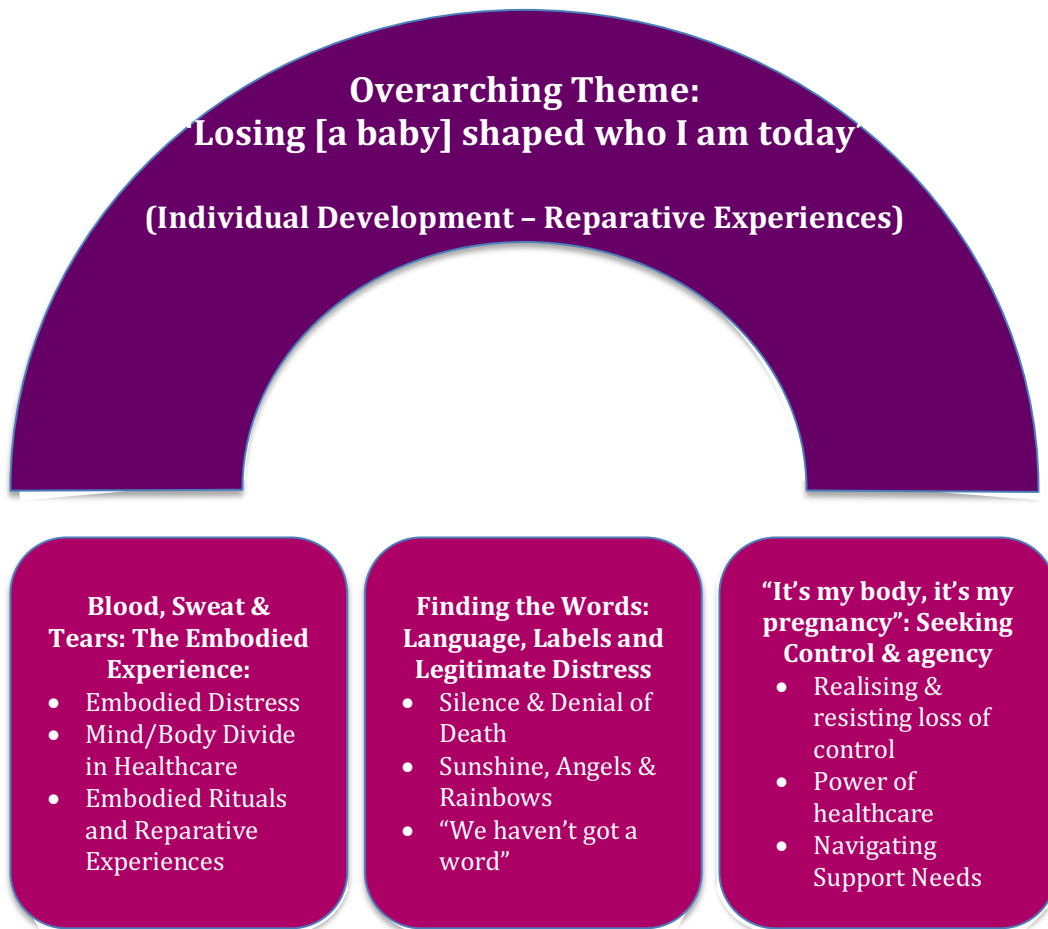 Overarching Theme:
‘Losing [a baby] shaped who I am today’
(Individual Development – Reparative Experiences)
Blood, Sweat &
Tears: The Embodied
Experience:
• Embodied Distress
• Mind/Body Divide
in Healthcare
• Embodied Rituals
and Reparative
Experiences
Finding the Words:
Language, Labels and
Legitimate Distress
• Silence & Denial of
Death
• Sunshine, Angels &
Rainbows
• “We haven’t got a
word”
“It’s my body, it’s my
pregnancy”: Seeking
Control & agency
• Realising &
resisting loss of
control
• Power of
healthcare
• Navigating
Support Needs